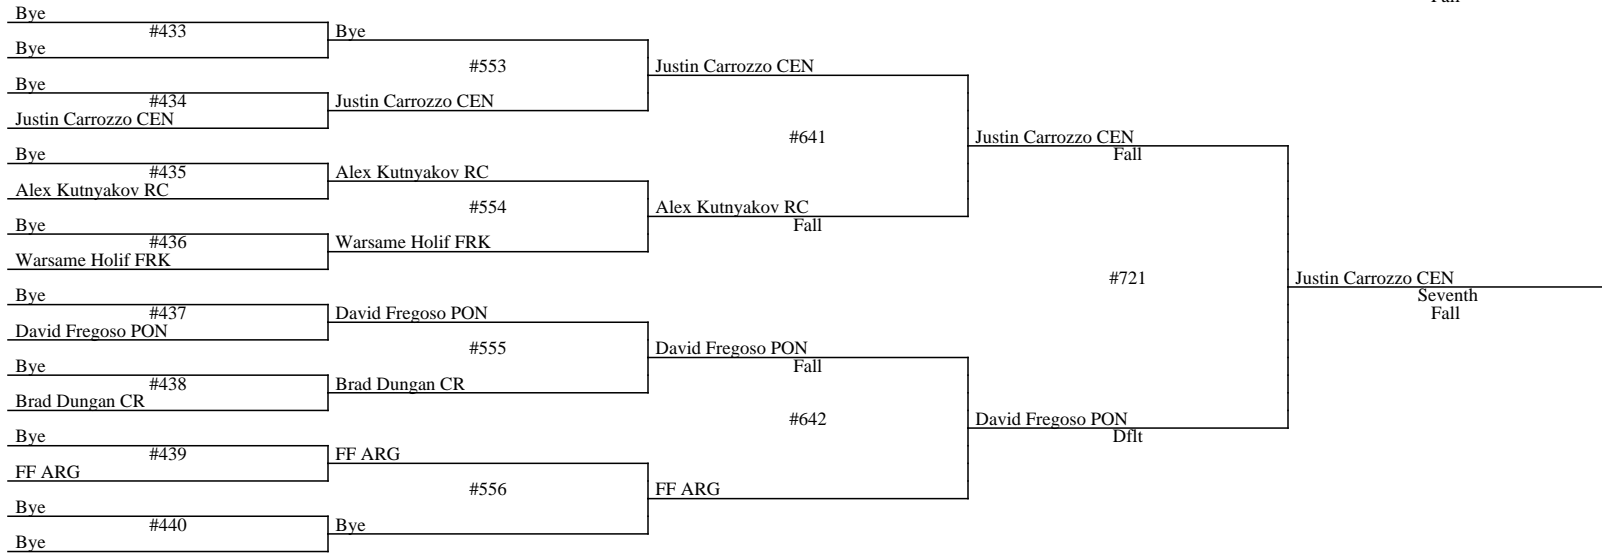 Bye
#433
Bye
Bye
#434
Justin Carrozzo CEN
Bye
#435
Alex Kutnyakov RC
Bye
#436
Warsame Holif FRK
Bye
#437
David Fregoso PON
Bye
#438
Brad Dungan CR
Bye
#439
FF ARG
Bye
#440
Bye
Bye
#553
Justin Carrozzo CEN
Alex Kutnyakov RC
#554
Warsame Holif FRK
David Fregoso PON
#555
Brad Dungan CR
FF ARG
#556
Bye
Justin Carrozzo CEN
#641
Alex Kutnyakov RC
Fall
David Fregoso PON
Fall
#642
FF ARG
Justin Carrozzo CEN
Fall
#721
David Fregoso PON
Dflt
Justin Carrozzo CEN
Seventh
Fall